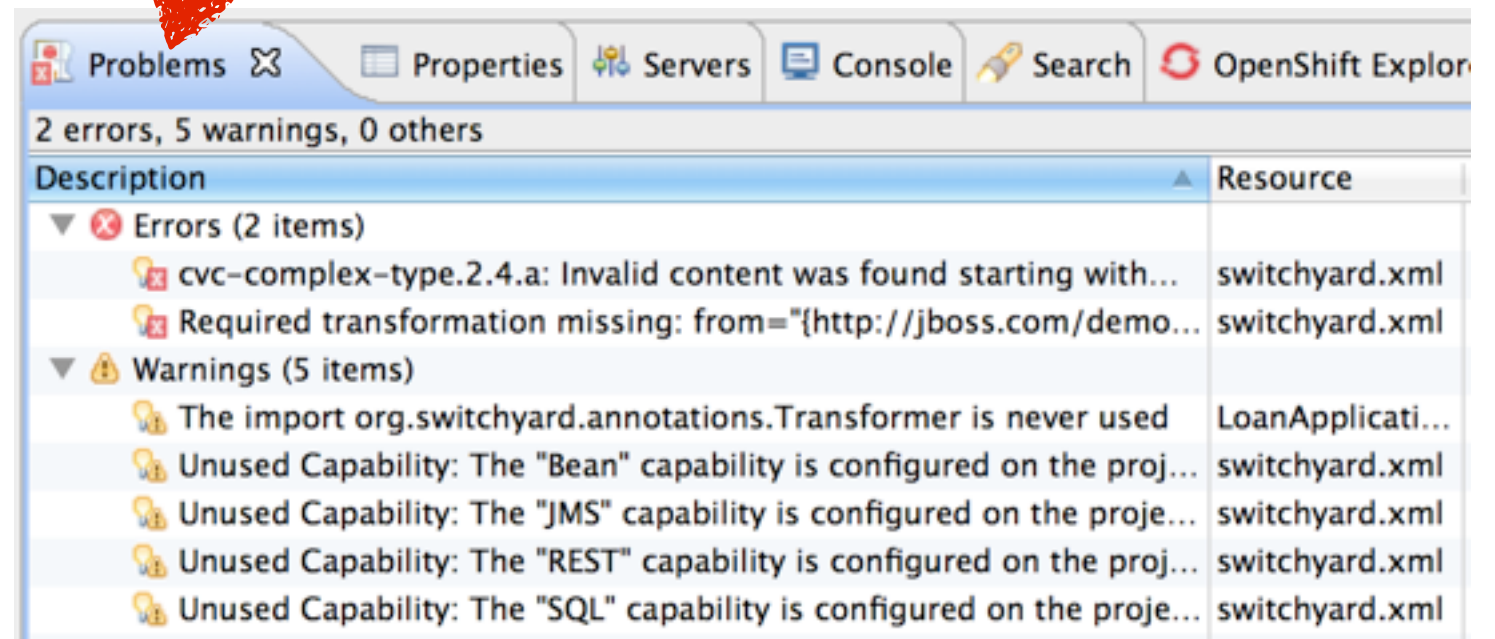 Problems Properties Servers Console Search OpenShift Explor
2 errors, 5 warnings, 0 others
Description Resource
Errors (2 items)
cvc-complex-type.2.4.a: Invalid content was found starting with... switchyard.xml
Required transformation missing: from="{http://jboss.com/demo... switchyard.xml
Warnings (5 items)
The import org.switchyard.annotations.Transformer is never used LoanApplicati...
Unused Capability: The "Bean" capability is configured on the proj... switchyard.xml
Unused Capability: The "JMS" capability is configured on the proje... switchyard.xml
Unused Capability: The "REST" capability is configured on the proj... switchyard.xml
Unused Capability: The "SQL" capability is configured on the proje... switchyard.xml